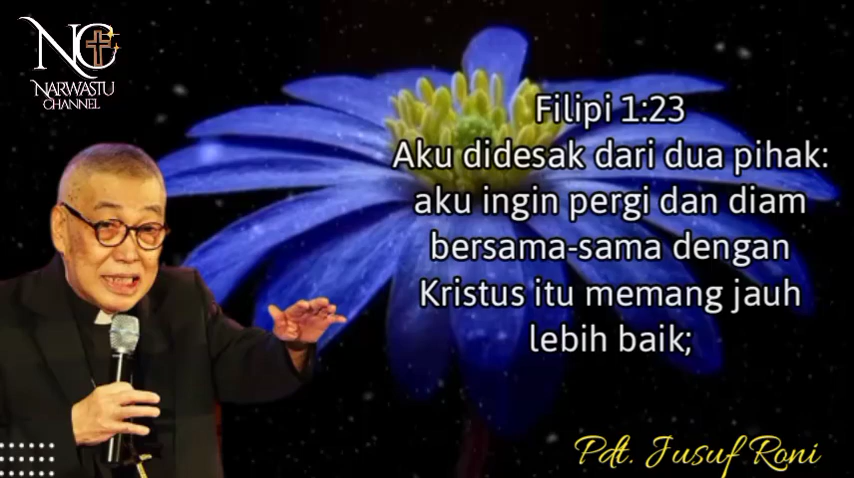 NC
NARWASTU
CHANNEL
Filipi 1:23
Aku didesak dari dua pihak:
aku ingin pergi dan diam
bersama-sama dengan
Kristus itu memang jauh
lebih baik;
Pdt. Jusuf Roni